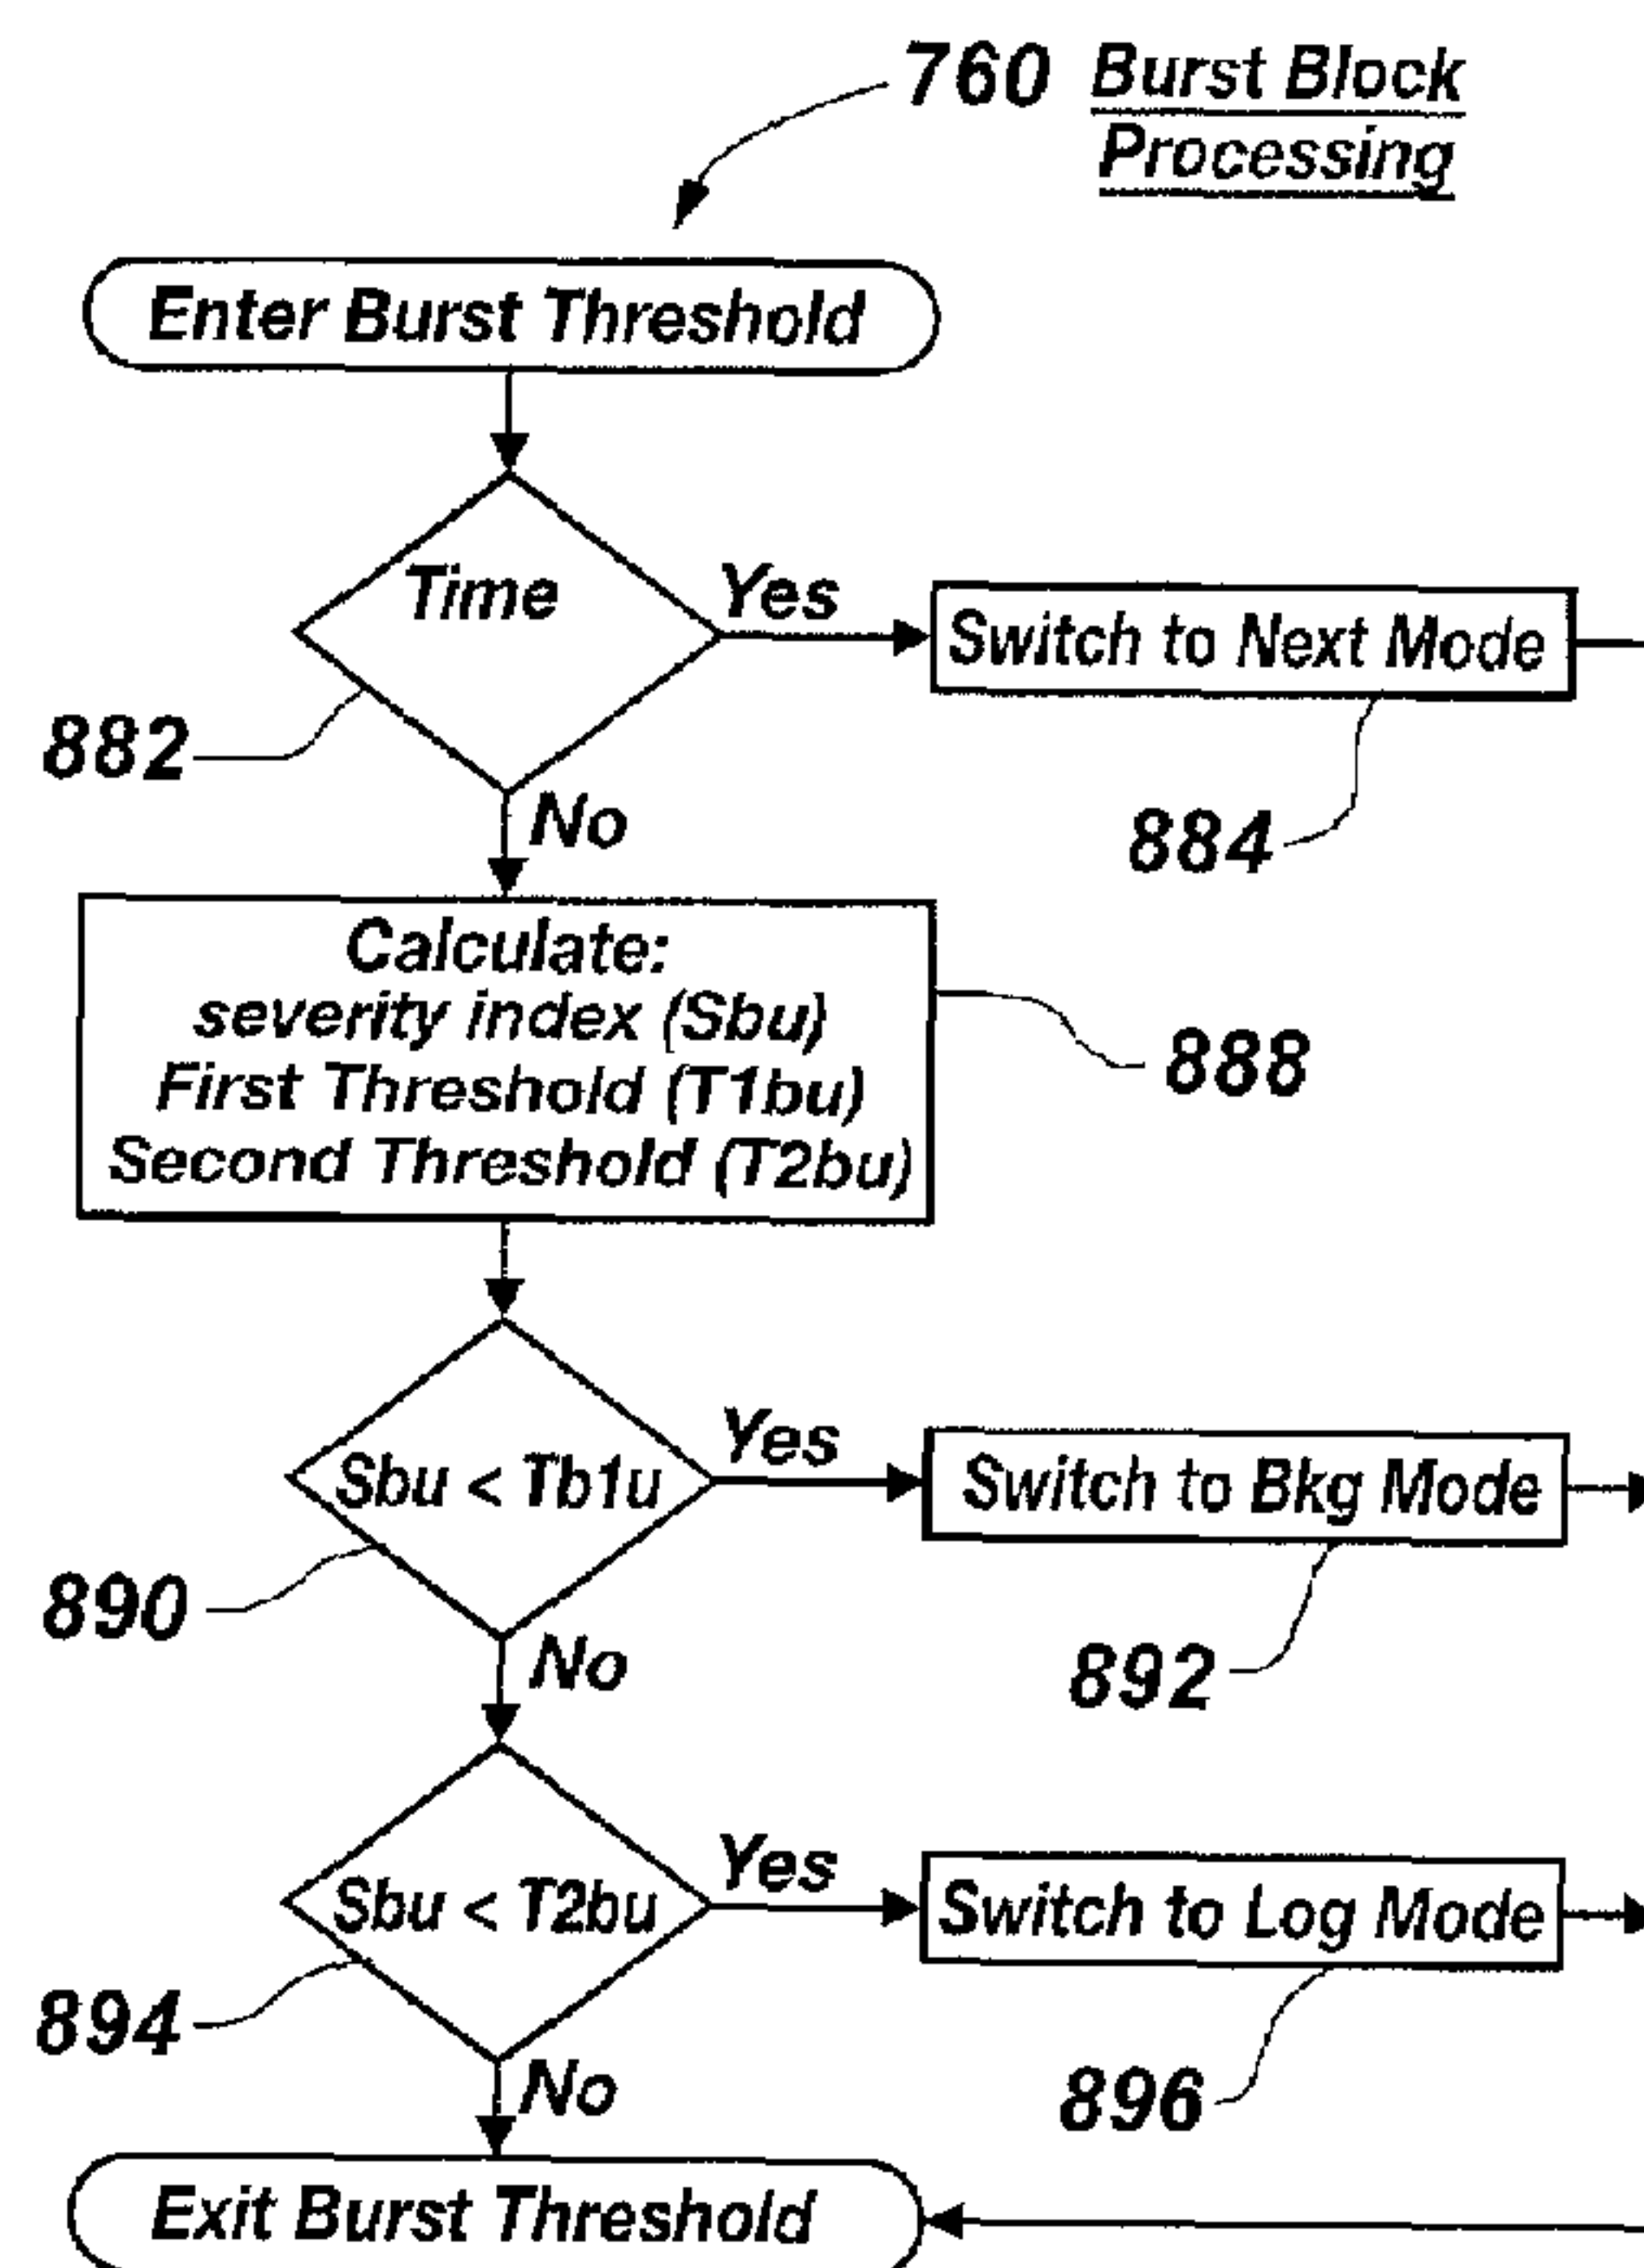 760 Burst Block
Processing
Enter Burst Threshold
Time
Yes
Switch to Next Mode
882
884
No
Calculate:
severity index (Sbu)
First Threshold (T1bu)
Second Threshold (T2bu)
888
Sbu < Tb1u
Yes
Switch to Bkg Mode
890
892
No
Sbu < T2bu
Yes
Switch to Log Mode
894
896
No
Exit Burst Threshold